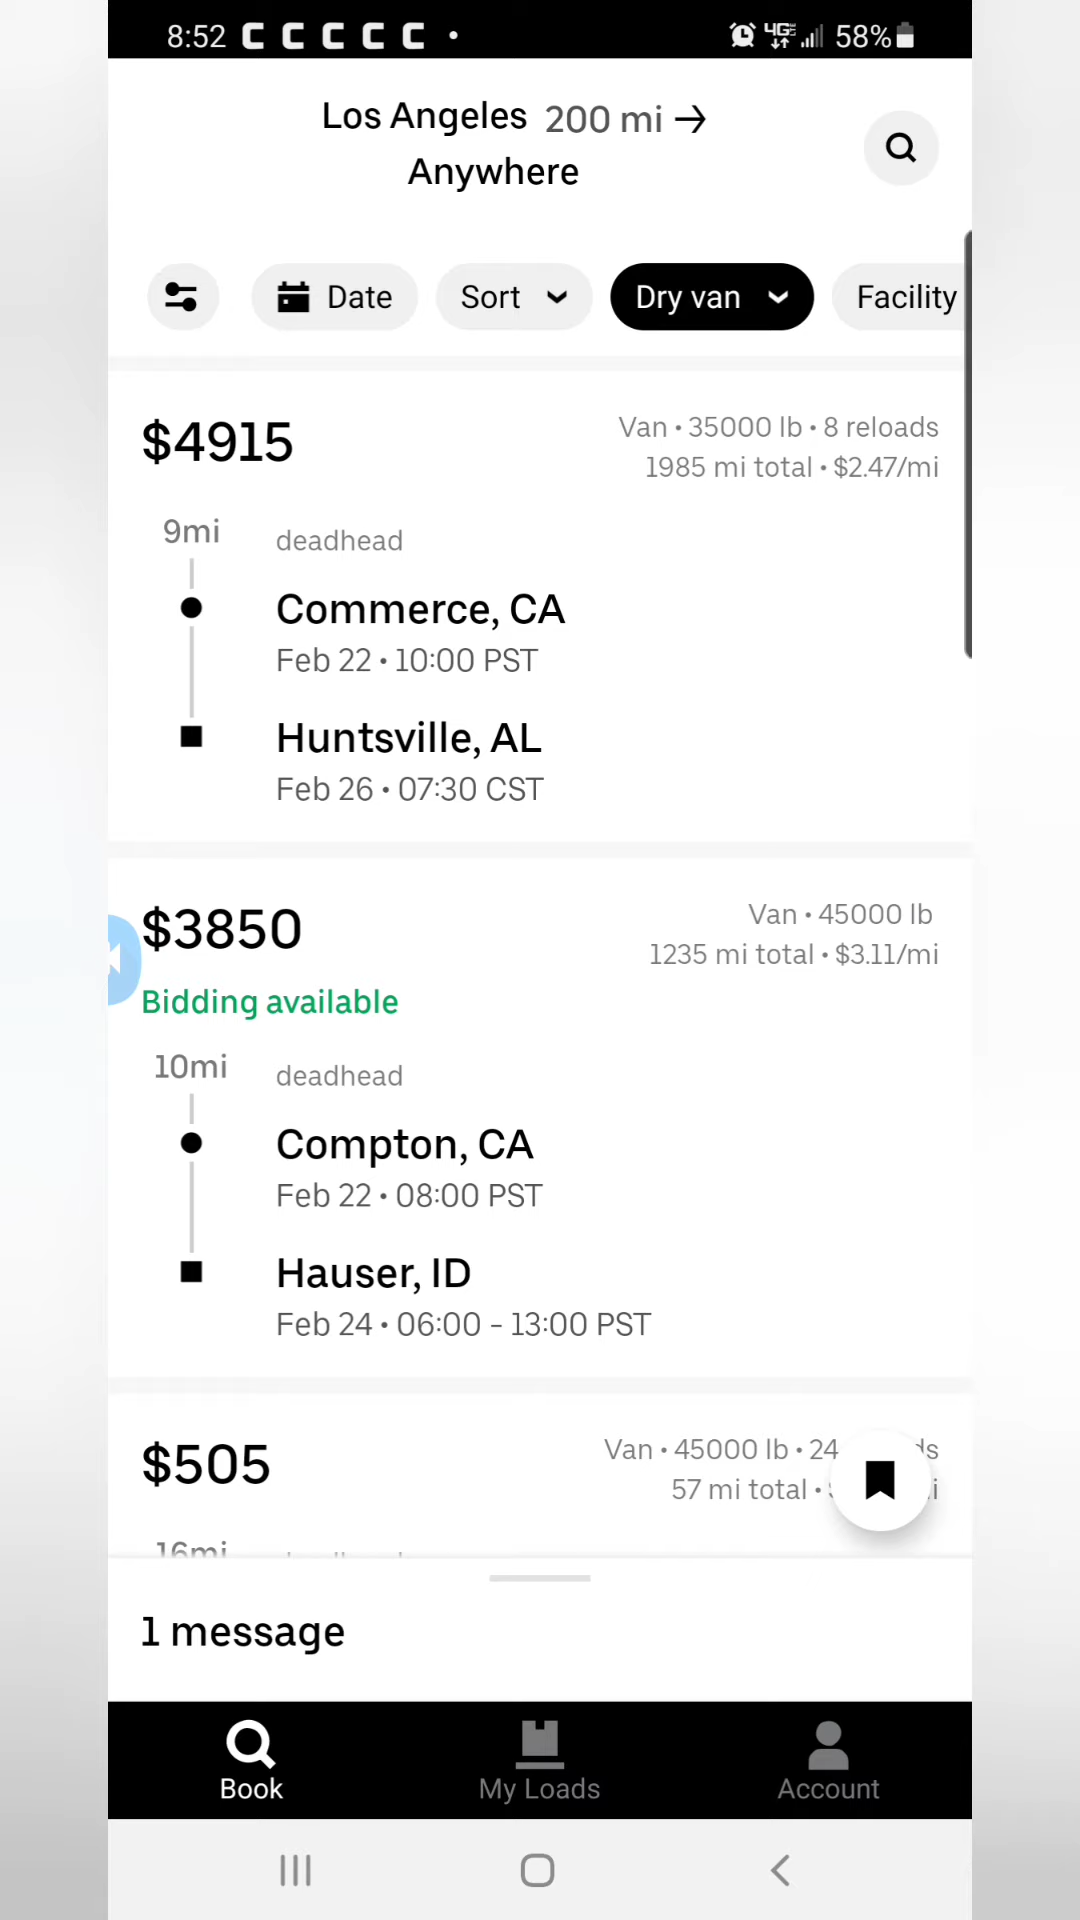 8:52 C C C C C • 4G 58%
Los Angeles 200 mi →
Anywhere
Date Sort Dry van Facility
$4915 Van • 35000 lb • 8 reloads
1985 mi total • $2.47/mi
9mi deadhead
Commerce, CA
Feb 22 • 10:00 PST
Huntsville, AL
Feb 26 • 07:30 CST
$3850 Van • 45000 lb
1235 mi total • $3.11/mi
Bidding available
10mi deadhead
Compton, CA
Feb 22 • 08:00 PST
Hauser, ID
Feb 24 • 06:00 – 13:00 PST
$505 Van • 45000 lb • 24
57 mi total •
16mi
1 message
Book My Loads Account